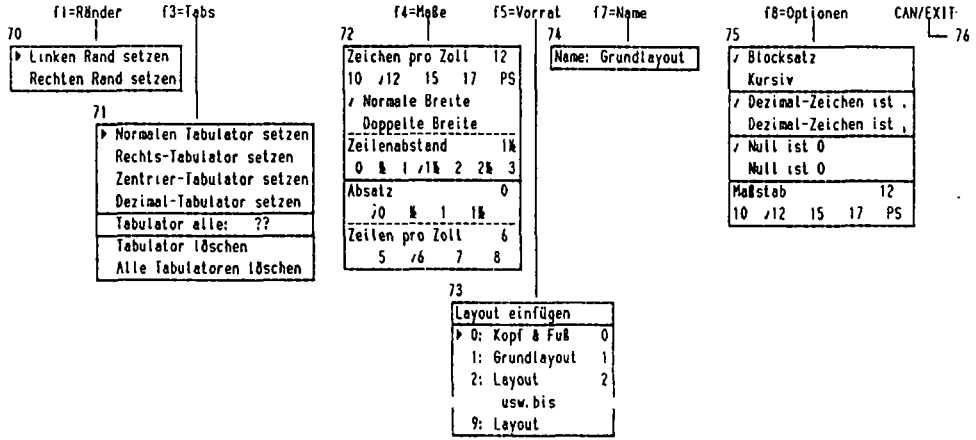 f1=Ränder f3=Tabs f4=Maße f5=Vorrat f7=Name f8=Optionen CAN/EXIT
70
Linken Rand setzen
Rechten Rand setzen
71
Normalen Tabulator setzen
Rechts-Tabulator setzen
Zentrier-Tabulator setzen
Dezimal-Tabulator setzen
Tabulator alle: ??
Tabulator löschen
Alle Tabulatoren löschen
72
Zeichen pro Zoll 12
10 ✓12 15 17 PS
✓ Normale Breite
Doppelte Breite
Zeilenabstand 1½
0 ½ 1 ✓1½ 2 2½ 3
Absatz 0
✓0 ½ 1 1½
Zeilen pro Zoll 6
5 ✓6 7 8
73
Layout einfügen
0: Kopf & Fuß 0
1: Grundlayout 1
2: Layout 2
usw.bis
9: Layout
74
Name: Grundlayout
75
✓ Blocksatz
Kursiv
✓ Dezimal-Zeichen ist .
Dezimal-Zeichen ist ,
✓ Null ist 0
Null ist 0
Maßstab 12
10 ✓12 15 17 PS
76